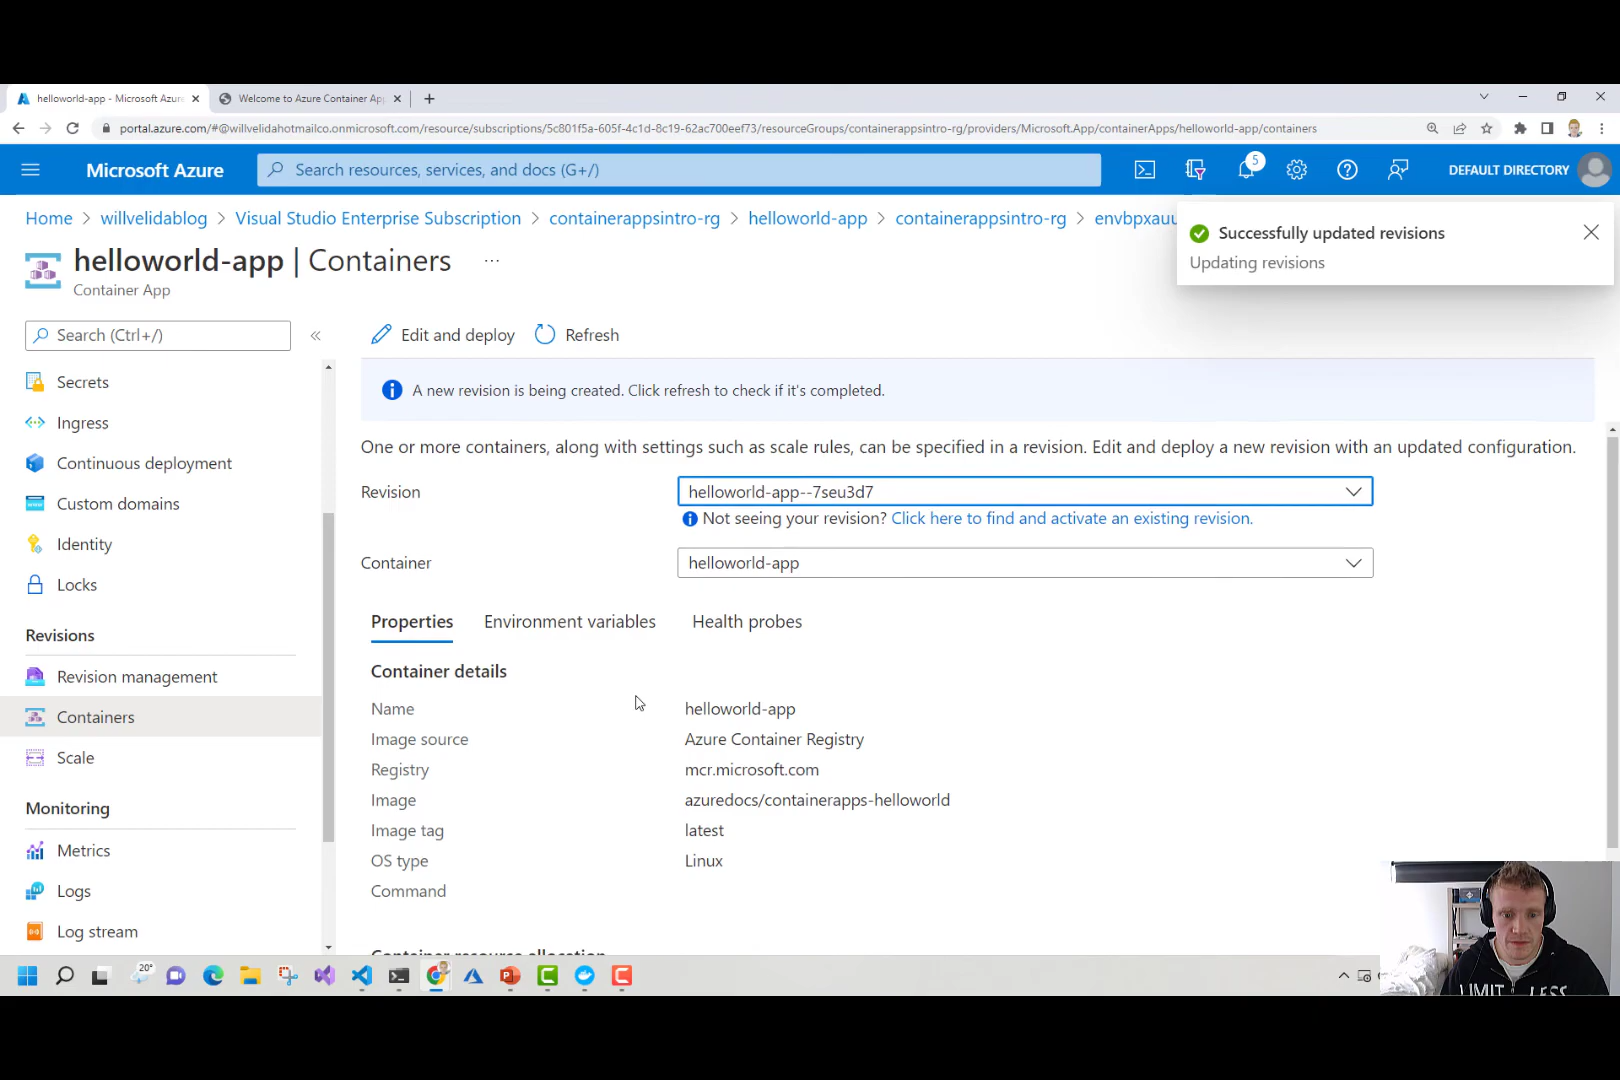 helloworld-app - Microsoft Azure
Welcome to Azure Container App
portal.azure.com/#@willvelidahotmailco.onmicrosoft.com/resource/subscriptions/5c801f5a-605f-4c1d-8c19-62ac700eef73/resourceGroups/containerappsintro-rg/providers/Microsoft.App/containerApps/helloworld-app/containers
Microsoft Azure
Search resources, services, and docs (G+/)
5
DEFAULT DIRECTORY
Home > willvelidablog > Visual Studio Enterprise Subscription > containerappsintro-rg > helloworld-app > containerappsintro-rg > envbpxauu
Successfully updated revisions
Updating revisions
helloworld-app | Containers ...
Container App
Search (Ctrl+/)
«
Edit and deploy
Refresh
Secrets
Ingress
Continuous deployment
Custom domains
Identity
Locks
Revisions
Revision management
Containers
Scale
Monitoring
Metrics
Logs
Log stream
A new revision is being created. Click refresh to check if it's completed.
One or more containers, along with settings such as scale rules, can be specified in a revision. Edit and deploy a new revision with an updated configuration.
Revision
helloworld-app--7seu3d7
Not seeing your revision? Click here to find and activate an existing revision.
Container
helloworld-app
Properties
Environment variables
Health probes
Container details
Name helloworld-app
Image source Azure Container Registry
Registry mcr.microsoft.com
Image azuredocs/containerapps-helloworld
Image tag latest
OS type Linux
Command
Container resource allocation
20°